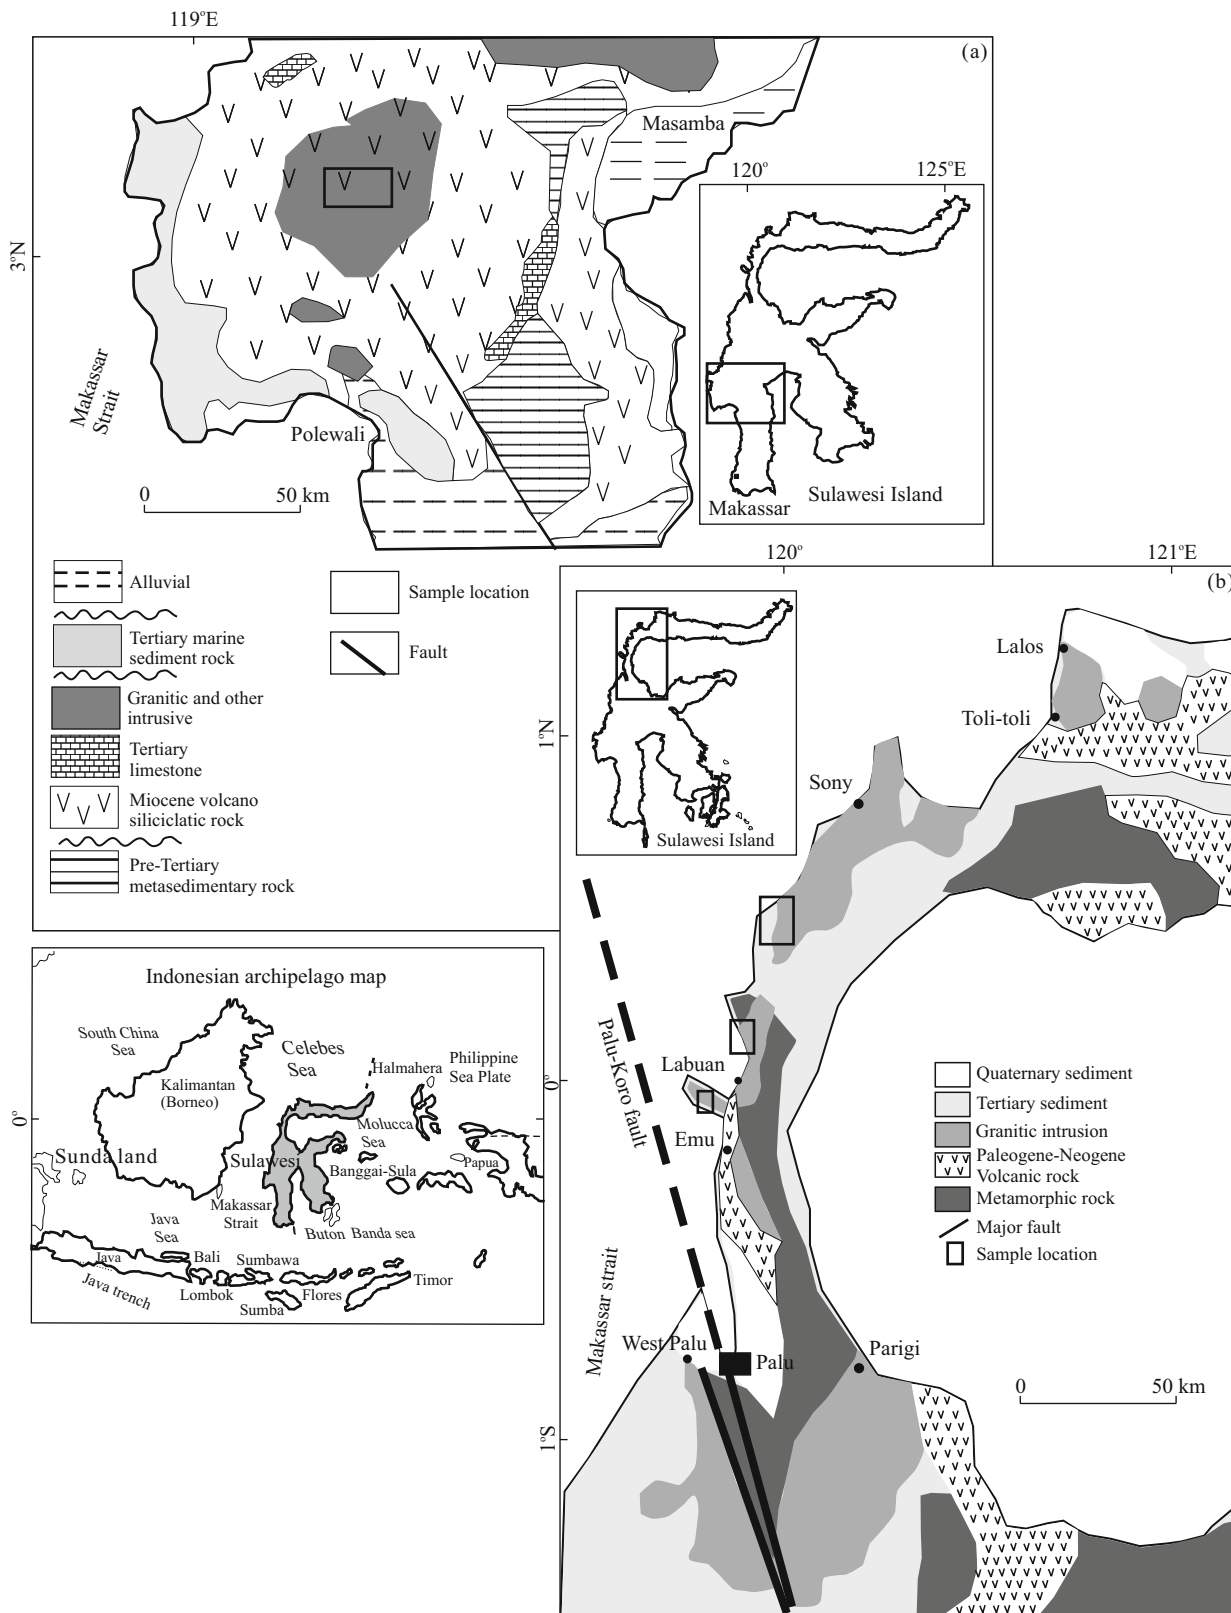 119°E
(a)
Masamba
3°N
120°
125°E
Makassar
Strait
Polewali
0
50 km
Sulawesi Island
Makassar
Alluvial
Tertiary marine
sediment rock
Granitic and other
intrusive
Tertiary
limestone
Miocene volcano
siliciclatic rock
Pre-Tertiary
metasedimentary rock
Sample location
Fault
120°
121°E
(b)
Lalos
Toli-toli
1°N
Sony
Sulawesi Island
Palu-Koro fault
Labuan
0°
Emu
Quaternary sediment
Tertiary sediment
Granitic intrusion
Paleogene-Neogene
Volcanic rock
Metamorphic rock
Major fault
Sample location
Makassar strait
West Palu
Palu
Parigi
0
50 km
1°S
Indonesian archipelago map
South China
Sea
Celebes
Sea
Halmahera
Philippine
Sea Plate
Kalimantan
(Borneo)
0°
Molucca
Sea
Sunda land
Sulawesi
Banggai-Sula
Papua
Makassar
Strait
Java
Sea
Buton
Banda sea
Java
Bali
Sumbawa
Java trench
Lombok
Flores
Timor
Sumba